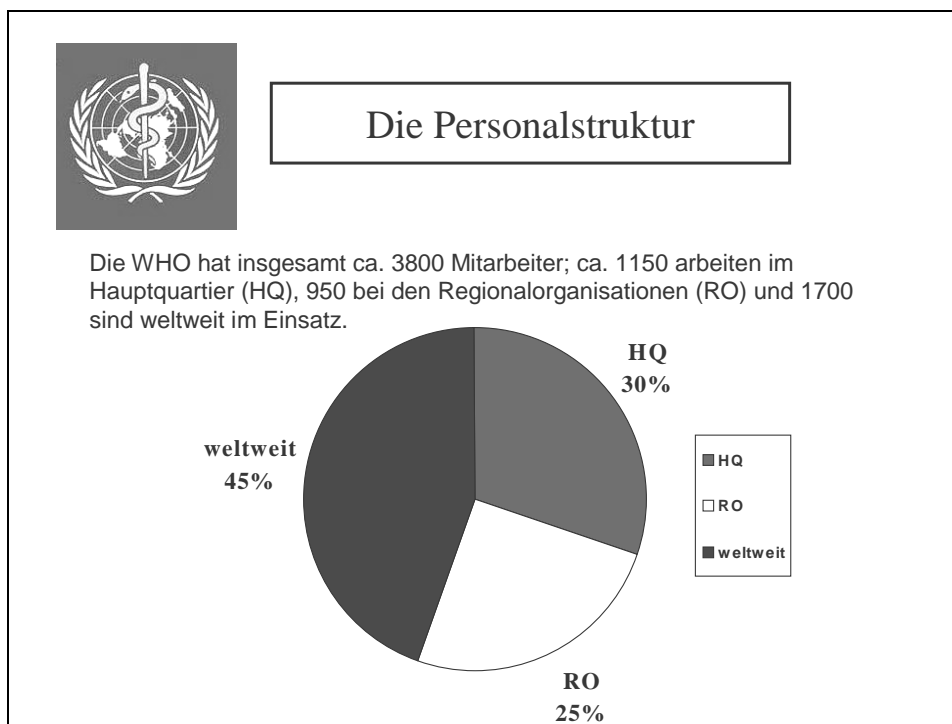 Die Personalstruktur
Die WHO hat insgesamt ca. 3800 Mitarbeiter; ca. 1150 arbeiten im
Hauptquartier (HQ), 950 bei den Regionalorganisationen (RO) und 1700
sind weltweit im Einsatz.
HQ
30%
weltweit
45%
HQ
RO
weltweit
RO
25%